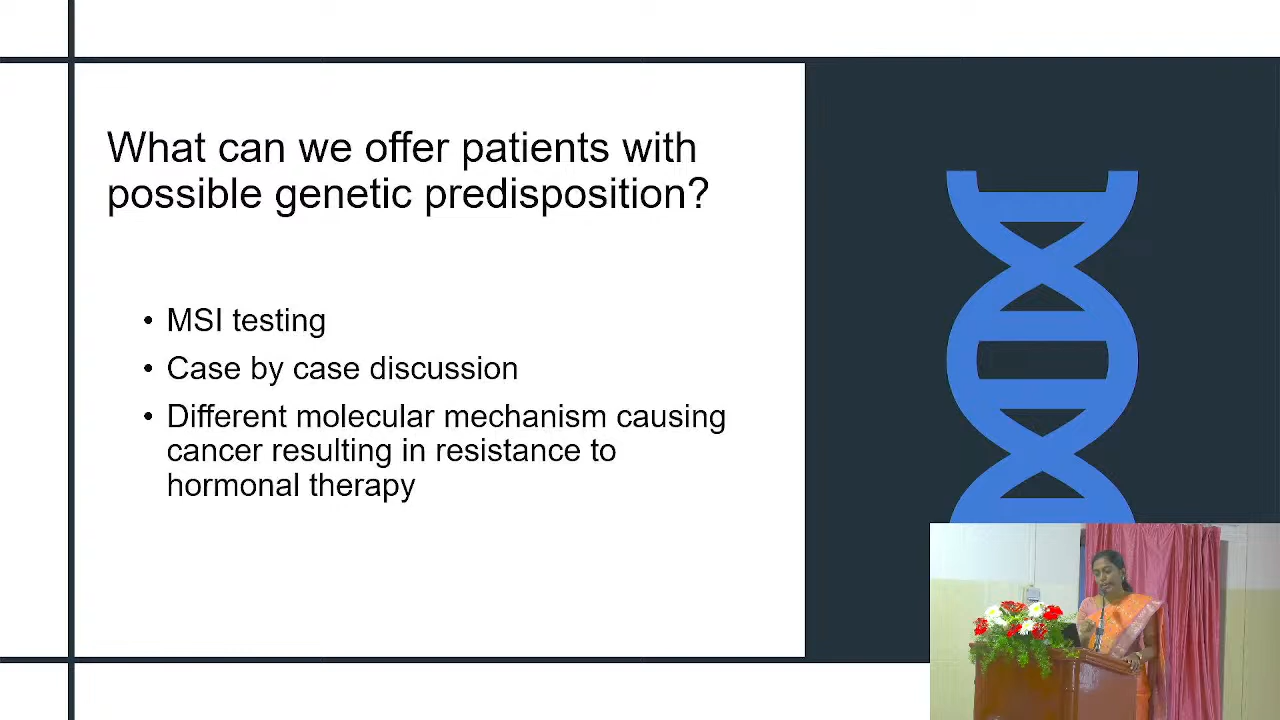 What can we offer patients with
possible genetic predisposition?
• MSI testing
• Case by case discussion
• Different molecular mechanism causing
cancer resulting in resistance to
hormonal therapy